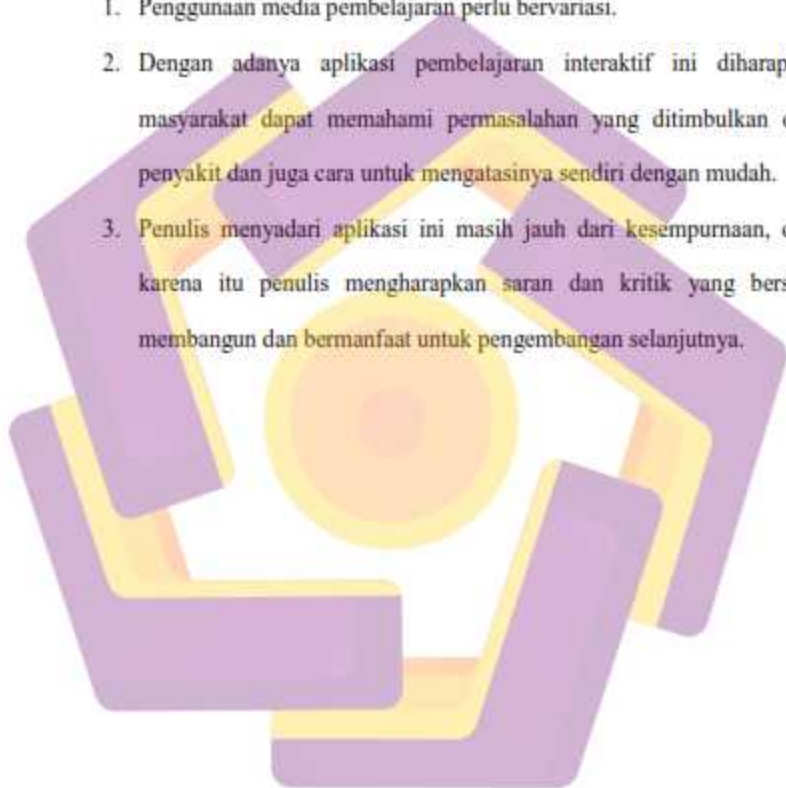 1. Penggunaan media pembelajaran perlu bervariasi.
2. Dengan adanya aplikasi pembelajaran interaktif ini diharap
masyarakat dapat memahami permasalahan yang ditimbulkan
penyakit dan juga cara untuk mengatasinya sendiri dengan mudah.
3. Penulis menyadari aplikasi ini masih jauh dari kesempurnaan,
karena itu penulis mengharapkan saran dan kritik yang bers
membangun dan bermanfaat untuk pengembangan selanjutnya.